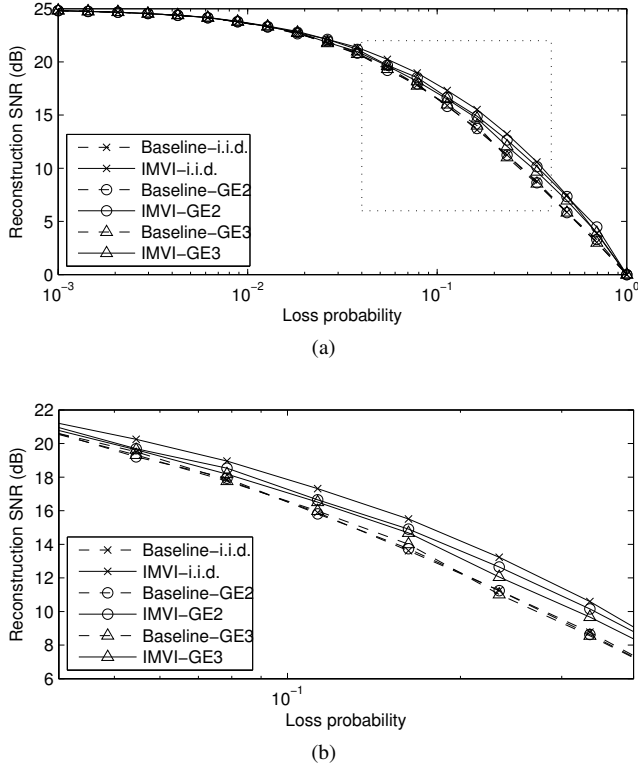 25
20
15
10
5
0
Reconstruction SNR (dB)
Baseline−i.i.d.
IMVI−i.i.d.
Baseline−GE2
IMVI−GE2
Baseline−GE3
IMVI−GE3
10⁻³ 10⁻² 10⁻¹ 10⁰
Loss probability
(a)
22
20
18
16
14
12
10
8
6
Reconstruction SNR (dB)
Baseline−i.i.d.
IMVI−i.i.d.
Baseline−GE2
IMVI−GE2
Baseline−GE3
IMVI−GE3
10⁻¹
Loss probability
(b)